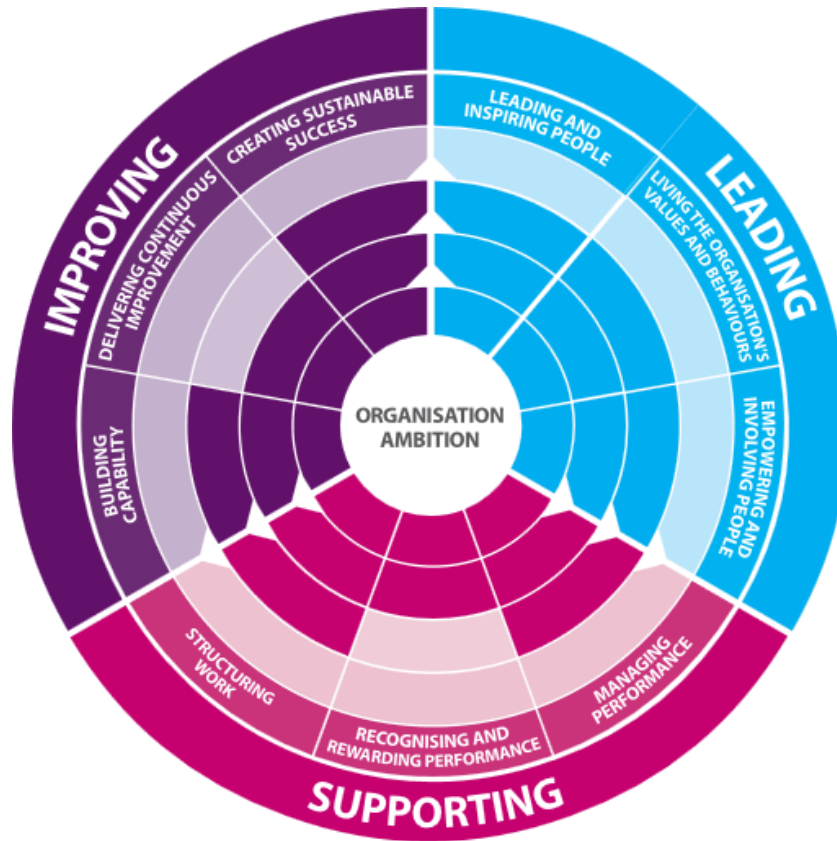 IMPROVING
LEADING
SUPPORTING
CREATING SUSTAINABLE
SUCCESS
LEADING AND
INSPIRING PEOPLE
LIVING THE ORGANISATION'S
VALUES AND BEHAVIOURS
EMPOWERING AND
INVOLVING PEOPLE
MANAGING
PERFORMANCE
RECOGNISING AND
REWARDING PERFORMANCE
STRUCTURING
WORK
BUILDING
CAPABILITY
DELIVERING CONTINUOUS
IMPROVEMENT
ORGANISATION
AMBITION